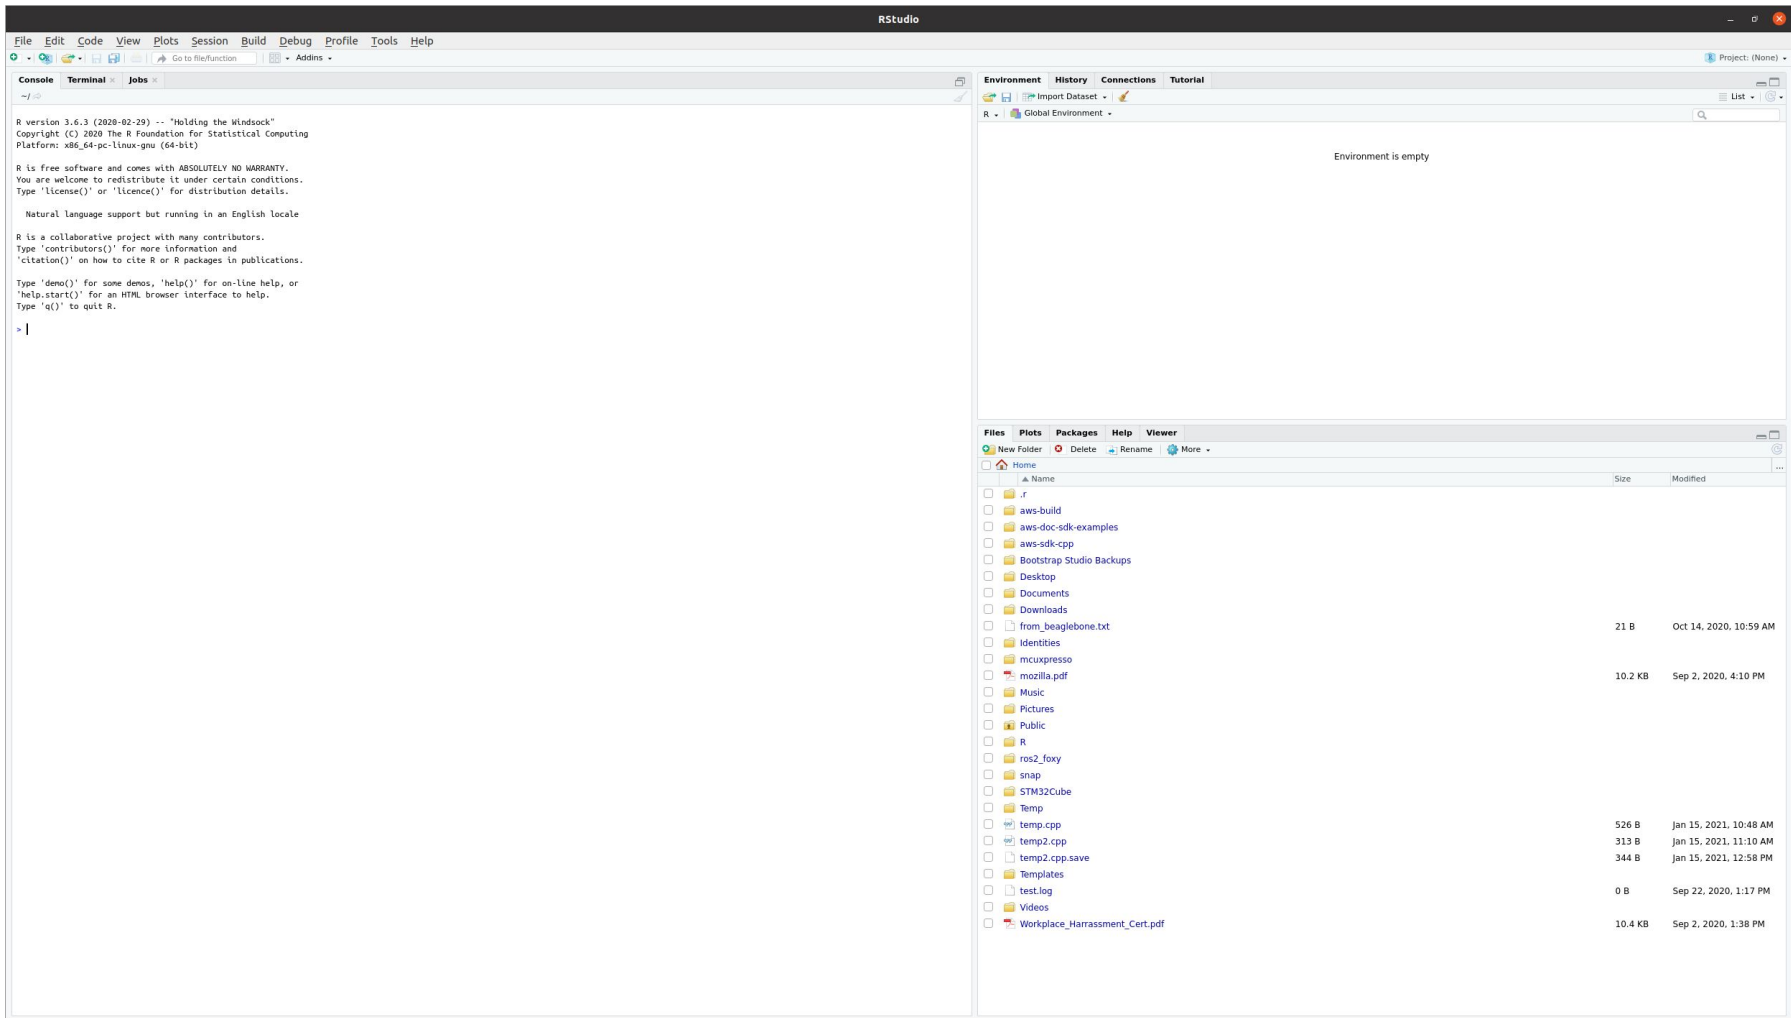 RStudio
File Edit Code View Plots Session Build Debug Profile Tools Help
Go to file/function Addins Project: (None)
Console Terminal Jobs
~/
R version 3.6.3 (2020-02-29) -- "Holding the Windsock"
Copyright (C) 2020 The R Foundation for Statistical Computing
Platform: x86_64-pc-linux-gnu (64-bit)
R is free software and comes with ABSOLUTELY NO WARRANTY.
You are welcome to redistribute it under certain conditions.
Type 'license()' or 'licence()' for distribution details.
Natural language support but running in an English locale
R is a collaborative project with many contributors.
Type 'contributors()' for more information and
'citation()' on how to cite R or R packages in publications.
Type 'demo()' for some demos, 'help()' for on-line help, or
'help.start()' for an HTML browser interface to help.
Type 'q()' to quit R.
>
Environment History Connections Tutorial
Import Dataset List
R Global Environment
Environment is empty
Files Plots Packages Help Viewer
New Folder Delete Rename More
Home ...
Name Size Modified
.r
aws-build
aws-doc-sdk-examples
aws-sdk-cpp
Bootstrap Studio Backups
Desktop
Documents
Downloads
from_beaglebone.txt 21 B Oct 14, 2020, 10:59 AM
Identities
mcuxpresso
mozilla.pdf 10.2 KB Sep 2, 2020, 4:10 PM
Music
Pictures
Public
R
ros2_foxy
snap
STM32Cube
Temp
temp.cpp 526 B Jan 15, 2021, 10:48 AM
temp2.cpp 313 B Jan 15, 2021, 11:10 AM
temp2.cpp.save 344 B Jan 15, 2021, 12:58 PM
Templates
test.log 0 B Sep 22, 2020, 1:17 PM
Videos
Workplace_Harrassment_Cert.pdf 10.4 KB Sep 2, 2020, 1:38 PM